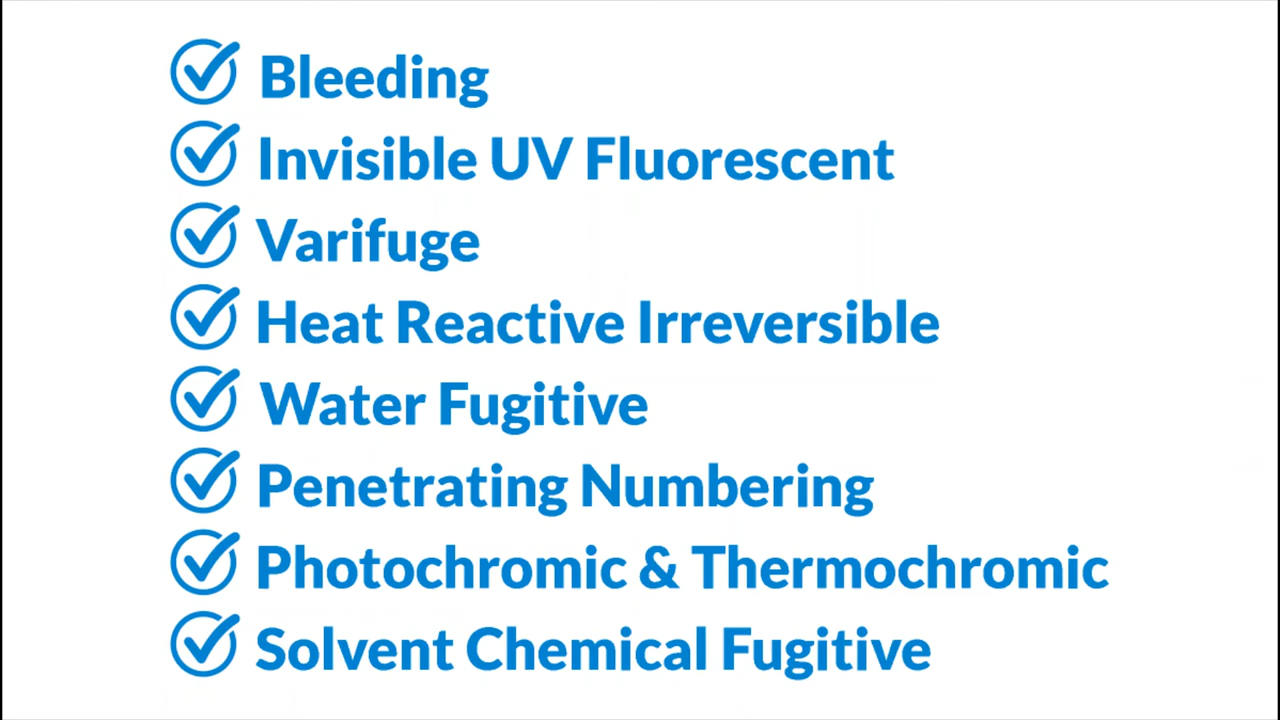 Bleeding
Invisible UV Fluorescent
Varifuge
Heat Reactive Irreversible
Water Fugitive
Penetrating Numbering
Photochromic & Thermochromic
Solvent Chemical Fugitive